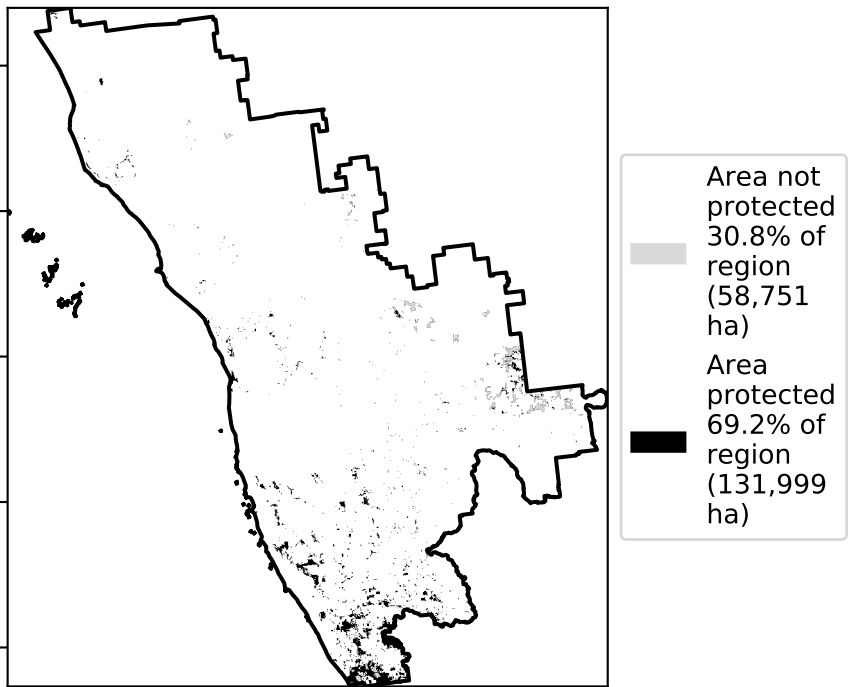 Area not
protected
30.8% of
region
(58,751
ha)
Area
protected
69.2% of
region
(131,999
ha)